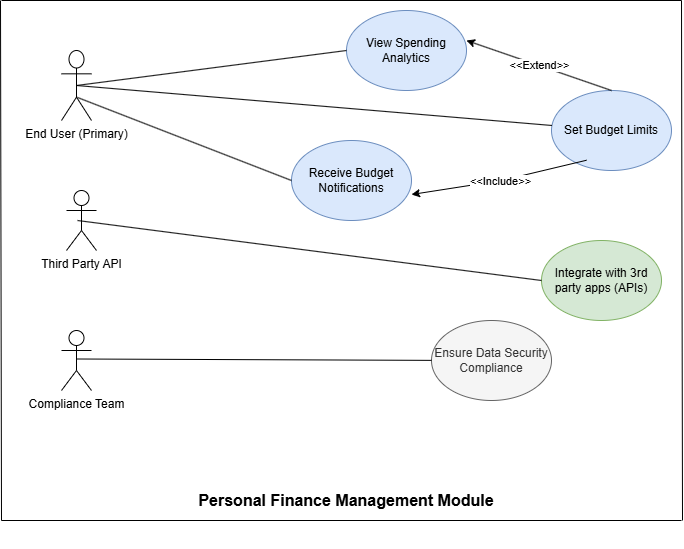 View Spending
Analytics
<<Extend>>
End User (Primary)
Set Budget Limits
Receive Budget
Notifications
<<Include>>
Third Party API
Integrate with 3rd
party apps (APIs)
Ensure Data Security
Compliance
Compliance Team
Personal Finance Management Module